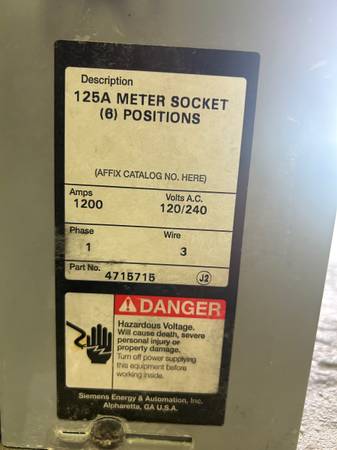 Description
125A METER SOCKET
(6) POSITIONS
(AFFIX CATALOG NO. HERE)
Amps
1200
Volts A.C.
120/240
Phase
1
Wire
3
Part No. 4715715 J2
DANGER
Hazardous Voltage.
Will cause death, severe
personal injury or
property damage.
Turn off power supplying
this equipment before
working inside.
Siemens Energy & Automation, Inc.
Alpharetta, GA U.S.A.